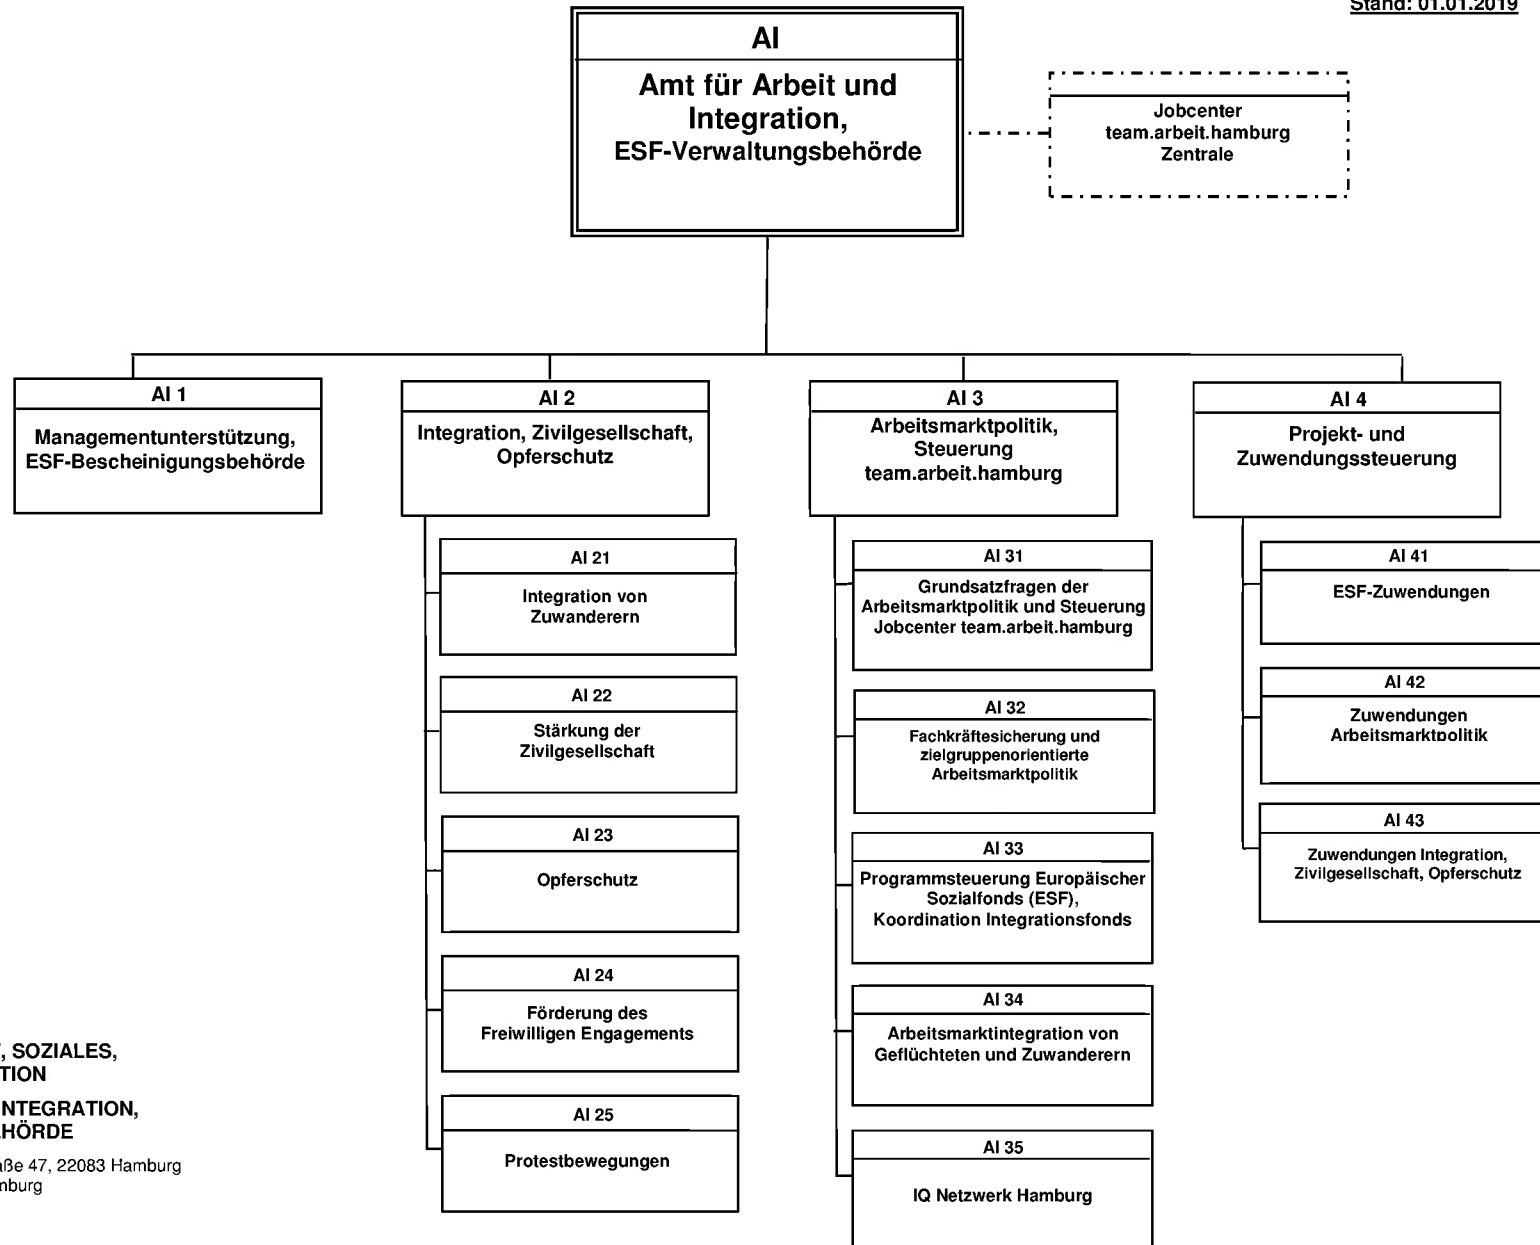 Stand: 01.01.2019
AI
Amt für Arbeit und
Integration,
ESF-Verwaltungsbehörde
Jobcenter
team.arbeit.hamburg
Zentrale
AI 1
Managementunterstützung,
ESF-Bescheinigungsbehörde
AI 2
Integration, Zivilgesellschaft,
Opferschutz
AI 21
Integration von
Zuwanderern
AI 22
Stärkung der
Zivilgesellschaft
AI 23
Opferschutz
AI 24
Förderung des
Freiwilligen Engagements
AI 25
Protestbewegungen
AI 3
Arbeitsmarktpolitik,
Steuerung
team.arbeit.hamburg
AI 31
Grundsatzfragen der
Arbeitsmarktpolitik und Steuerung
Jobcenter team.arbeit.hamburg
AI 32
Fachkräftesicherung und
zielgruppenorientierte
Arbeitsmarktpolitik
AI 33
Programmsteuerung Europäischer
Sozialfonds (ESF),
Koordination Integrationsfonds
AI 34
Arbeitsmarktintegration von
Geflüchteten und Zuwanderern
AI 35
IQ Netzwerk Hamburg
AI 4
Projekt- und
Zuwendungssteuerung
AI 41
ESF-Zuwendungen
AI 42
Zuwendungen
Arbeitsmarktpolitik
AI 43
Zuwendungen Integration,
Zivilgesellschaft, Opferschutz
, SOZIALES,
TION
NTEGRATION,
HÖRDE
aße 47, 22083 Hamburg
mburg